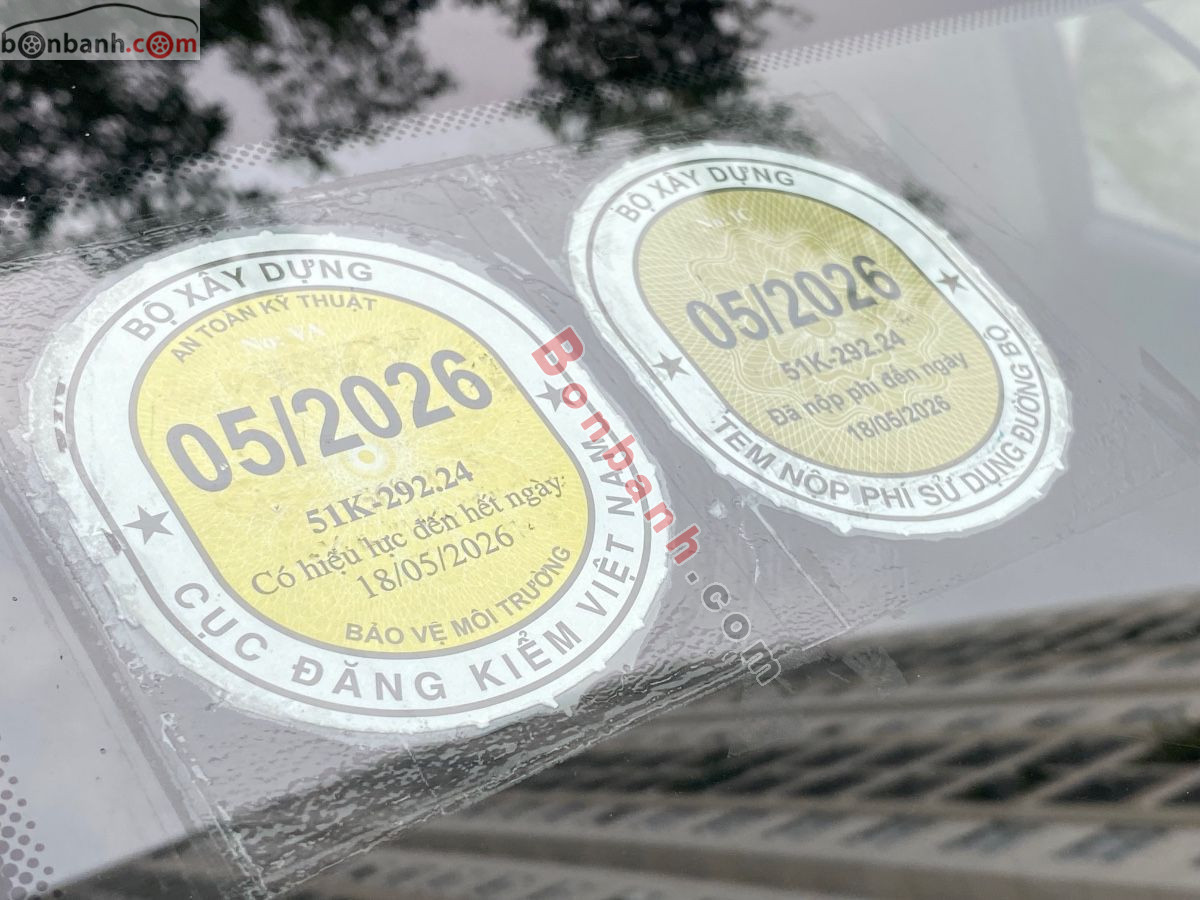 bonbanh.com
BỘ XÂY DỰNG
AN TOÀN KỸ THUẬT
No: VA
05/2026
51K-292.24
Có hiệu lực đến hết ngày:
18/05/2026
BẢO VỆ MÔI TRƯỜNG
CỤC ĐĂNG KIỂM VIỆT NAM
BỘ XÂY DỰNG
05/2026
51K-292.24
Đã nộp phí đến ngày
18/05/2026
TEM NỘP PHÍ SỬ DỤNG ĐƯỜNG BỘ
Bonbanh.com